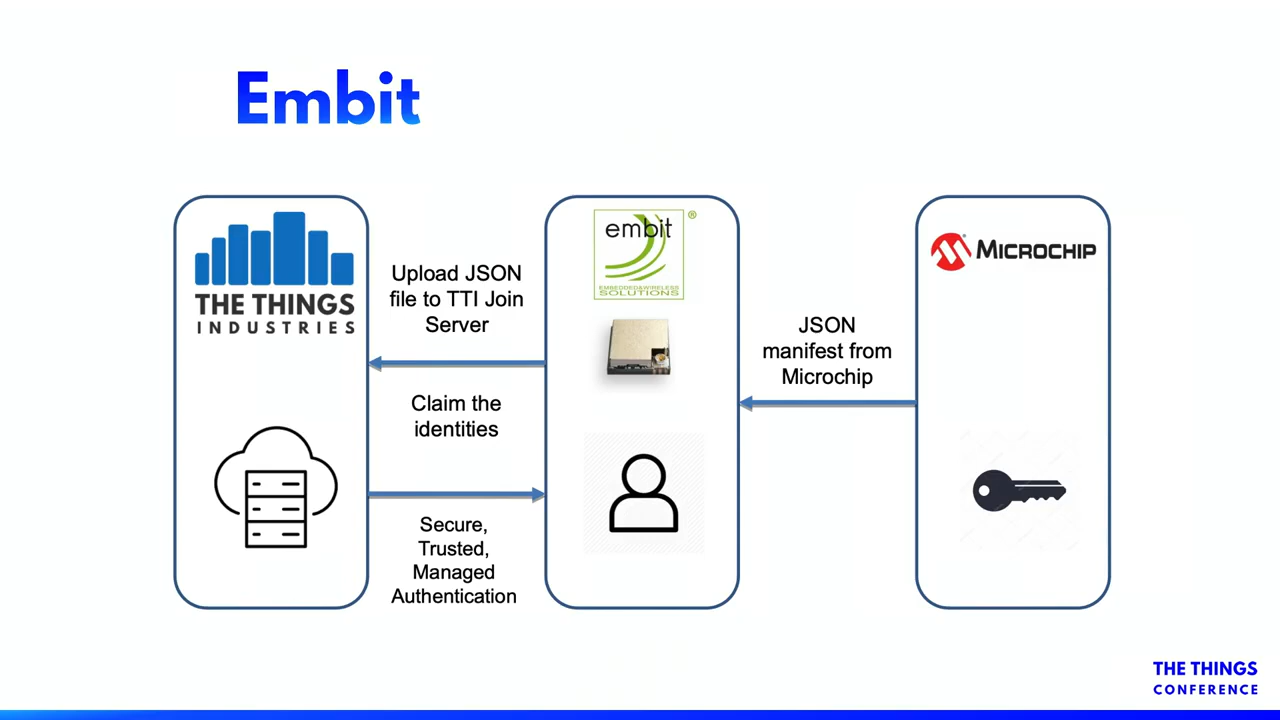 Embit
THE THINGS
INDUSTRIES
Upload JSON
file to TTI Join
Server
Claim the
identities
Secure,
Trusted,
Managed
Authentication
embit
®
EMBEDDED&WIRELESS
SOLUTIONS
JSON
manifest from
Microchip
MICROCHIP
THE THINGS
CONFERENCE